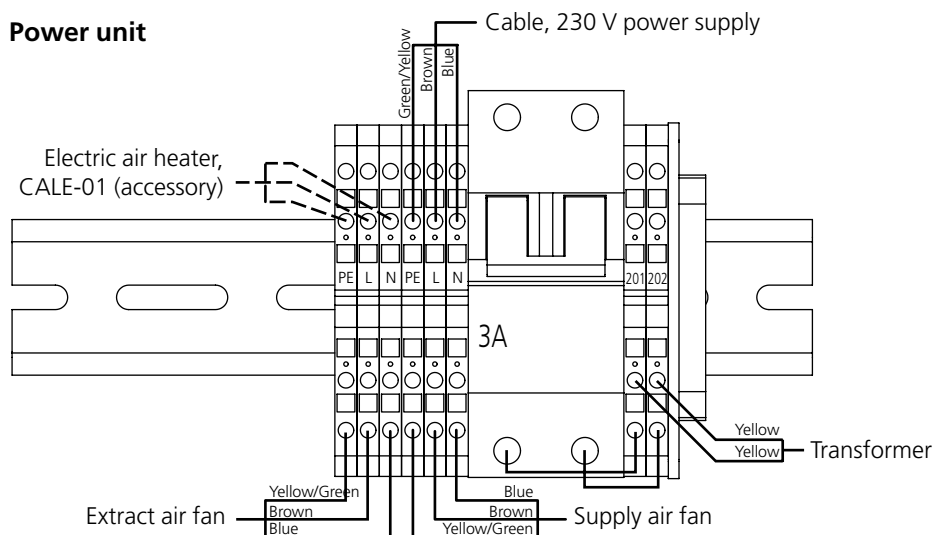 Power unit
Cable, 230 V power supply
Green/Yellow
Brown
Blue
Electric air heater,
CALE-01 (accessory)
PE L N PE L N 201 202
3A
Yellow
Yellow
Transformer
Yellow/Green
Brown
Blue
Extract air fan
Blue
Brown
Yellow/Green
Supply air fan